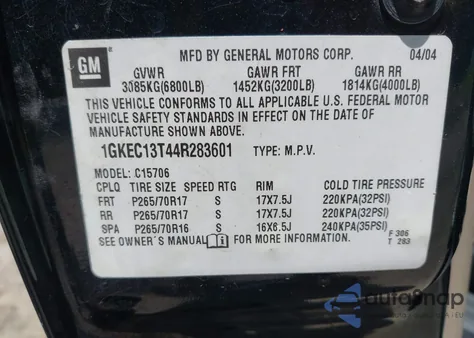 GM
MFD BY GENERAL MOTORS CORP. 04/04
GVWR GAWR FRT GAWR RR
3085KG(6800LB) 1452KG(3200LB) 1814KG(4000LB)
THIS VEHICLE CONFORMS TO ALL APPLICABLE U.S. FEDERAL MOTOR
VEHICLE SAFETY STANDARDS IN EFFECT ON THE DATE OF
MANUFACTURE SHOWN ABOVE.
1GKEC13T44R283601 TYPE: M.P.V.
MODEL: C15706
CPLQ TIRE SIZE SPEED RTG RIM COLD TIRE PRESSURE
FRT P265/70R17 S 17X7.5J 220KPA(32PSI)
RR P265/70R17 S 17X7.5J 220KPA(32PSI)
SPA P265/70R16 S 16X6.5J 240KPA(35PSI)
SEE OWNER'S MANUAL FOR MORE INFORMATION. F 306
T 283
autosnap